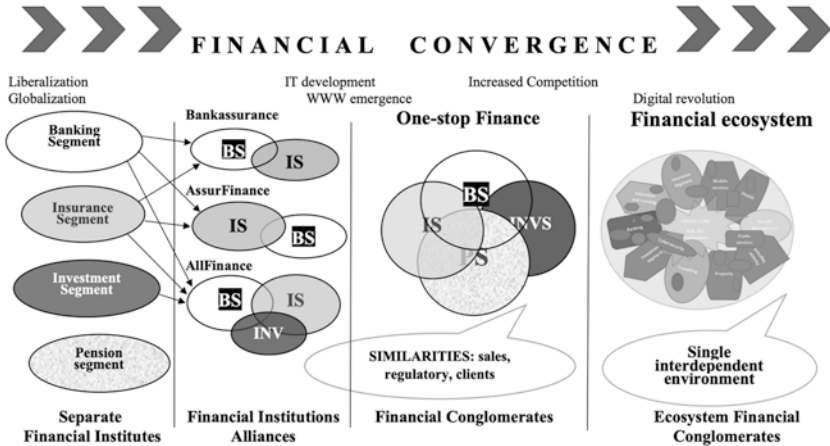 FINANCIAL CONVERGENCE
Liberalization
Globalization
IT development
WWW emergence
Increased Competition
Digital revolution
Banking
Segment
Insurance
Segment
Investment
Segment
Pension
segment
Separate
Financial Institutes
Bankassurance
BS
IS
AssurFinance
IS
BS
AllFinance
BS
IS
INV
Financial Institutions
Alliances
One-stop Finance
BS
IS
INVS
PS
SIMILARITIES: sales,
regulatory, clients
Financial Conglomerates
Financial ecosystem
Single
interdependent
environment
Ecosystem Financial
Conglomerates